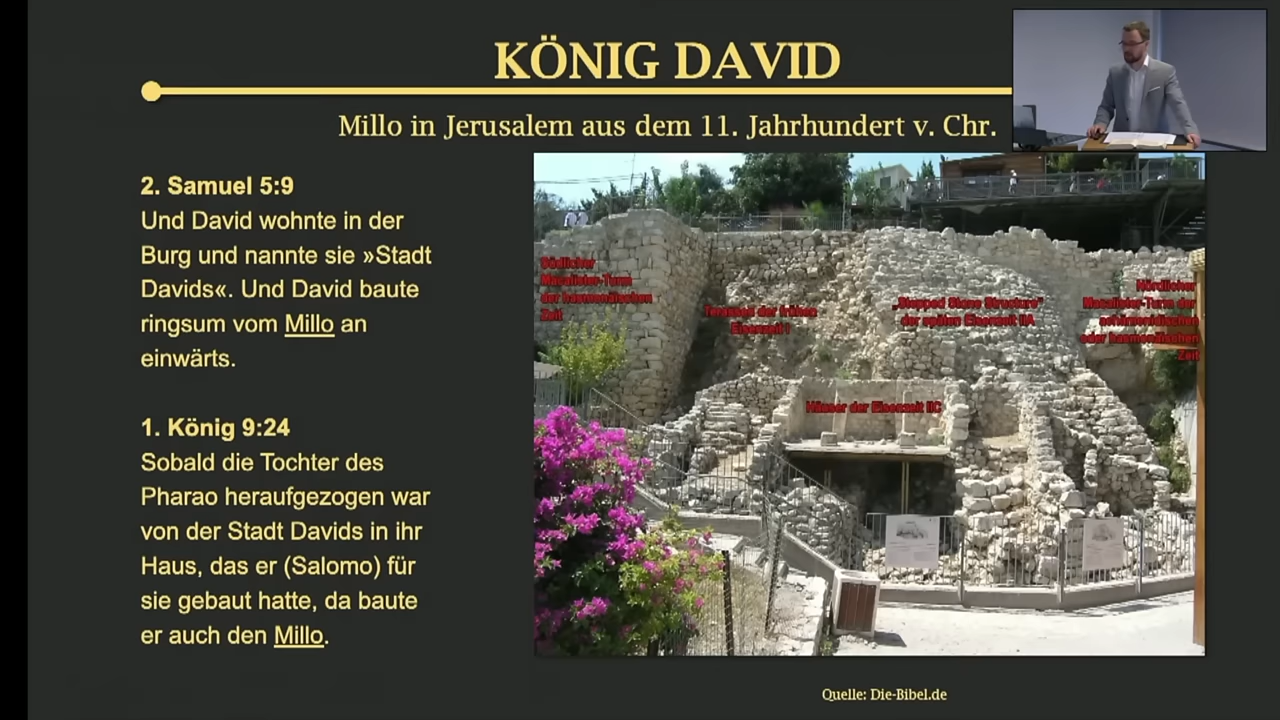 KÖNIG DAVID
Millo in Jerusalem aus dem 11. Jahrhundert v. Chr.
2. Samuel 5:9
Und David wohnte in der
Burg und nannte sie »Stadt
Davids«. Und David baute
ringsum vom Millo an
einwärts.
1. König 9:24
Sobald die Tochter des
Pharao heraufgezogen war
von der Stadt Davids in ihr
Haus, das er (Salomo) für
sie gebaut hatte, da baute
er auch den Millo.
Südlicher
Macalister-Turm
der hasmonäischen
Zeit
Terassen der frühen
Eisenzeit I
„Stepped Stone Structure"
der späten Eisenzeit IIA
Nördlicher
Macalister-Turm der
achämenidischen
oder hasmonäischen
Zeit
Häuser der Eisenzeit IIC
Quelle: Die-Bibel.de